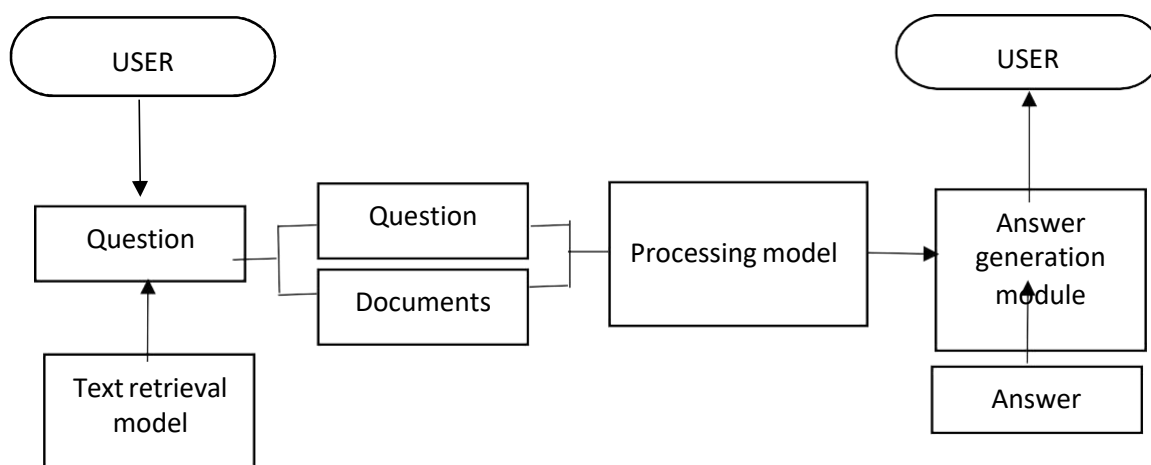 USER
USER
Question
Question
Documents
Processing model
Answer
generation
module
Text retrieval
model
Answer